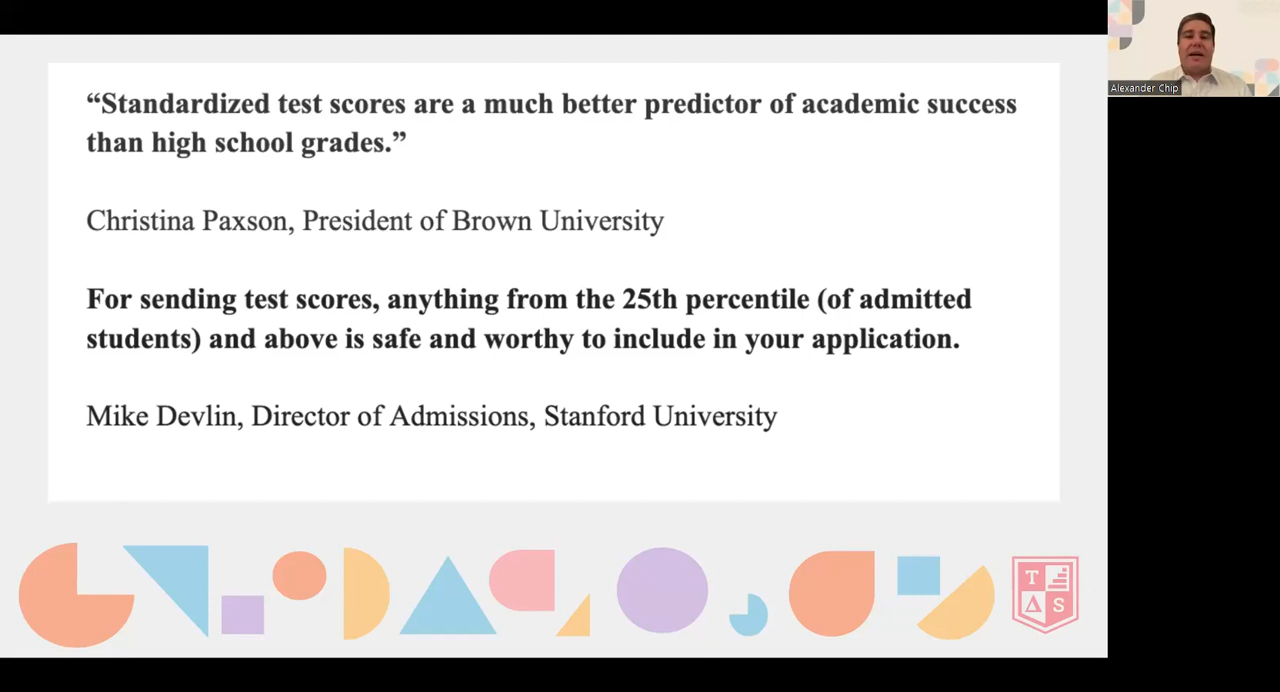 “Standardized test scores are a much better predictor of academic success
than high school grades.”
Christina Paxson, President of Brown University
For sending test scores, anything from the 25th percentile (of admitted
students) and above is safe and worthy to include in your application.
Mike Devlin, Director of Admissions, Stanford University
Alexander Chip
T
S